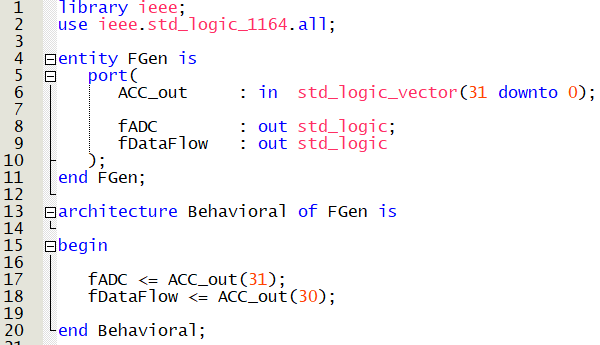 1 library ieee;
2 use ieee.std_logic_1164.all;
3
4 entity FGen is
5 port(
6 ACC_out : in std_logic_vector(31 downto 0);
7
8 fADC : out std_logic;
9 fDataFlow : out std_logic
10 );
11 end FGen;
12
13 architecture Behavioral of FGen is
14
15 begin
16
17 fADC <= ACC_out(31);
18 fDataFlow <= ACC_out(30);
19
20 end Behavioral;